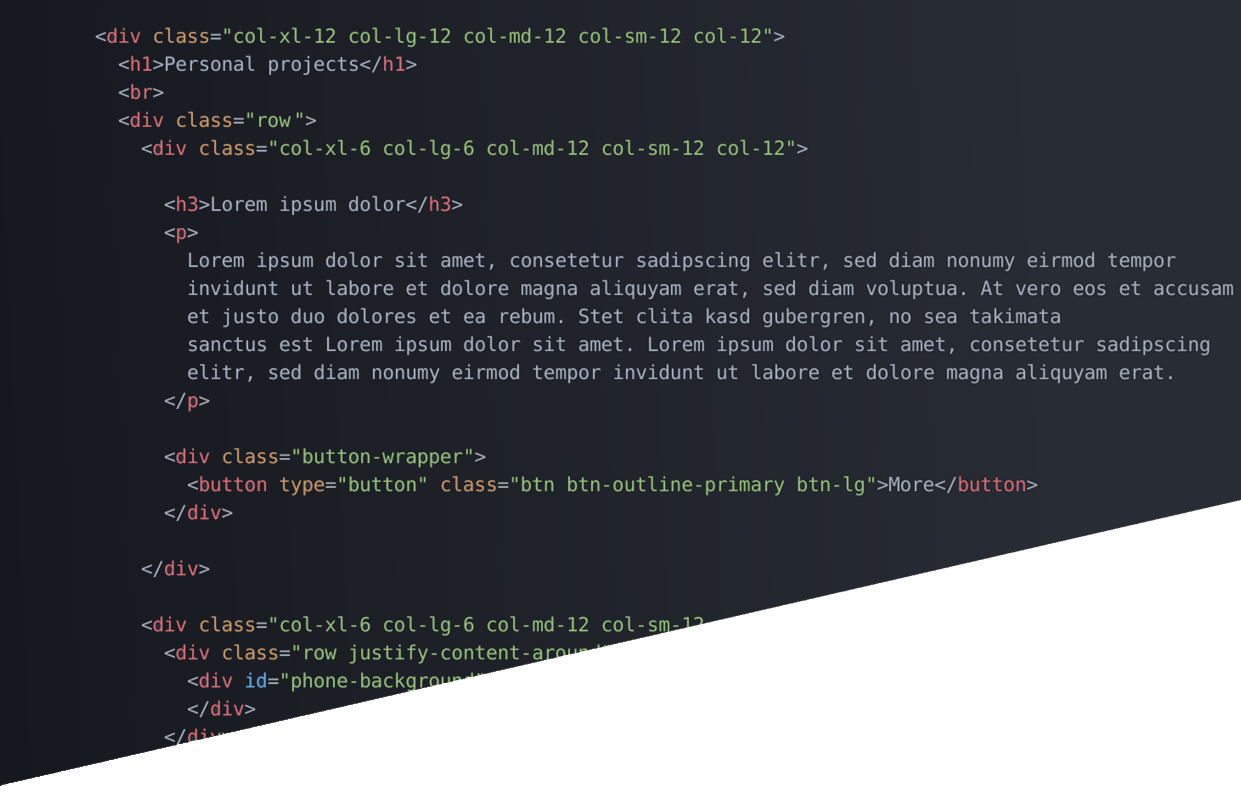 <div class="col-xl-12 col-lg-12 col-md-12 col-sm-12 col-12">
<h1>Personal projects</h1>
<br>
<div class="row">
<div class="col-xl-6 col-lg-6 col-md-12 col-sm-12 col-12">
<h3>Lorem ipsum dolor</h3>
<p>
Lorem ipsum dolor sit amet, consetetur sadipscing elitr, sed diam nonumy eirmod tempor
invidunt ut labore et dolore magna aliquyam erat, sed diam voluptua. At vero eos et accusam
et justo duo dolores et ea rebum. Stet clita kasd gubergren, no sea takimata
sanctus est Lorem ipsum dolor sit amet. Lorem ipsum dolor sit amet, consetetur sadipscing
elitr, sed diam nonumy eirmod tempor invidunt ut labore et dolore magna aliquyam erat.
</p>
<div class="button-wrapper">
<button type="button" class="btn btn-outline-primary btn-lg">More</button>
</div>
</div>
<div class="col-xl-6 col-lg-6 col-md-12 col-sm-12
<div class="row justify-content-around
<div id="phone-background"
</div>
</div